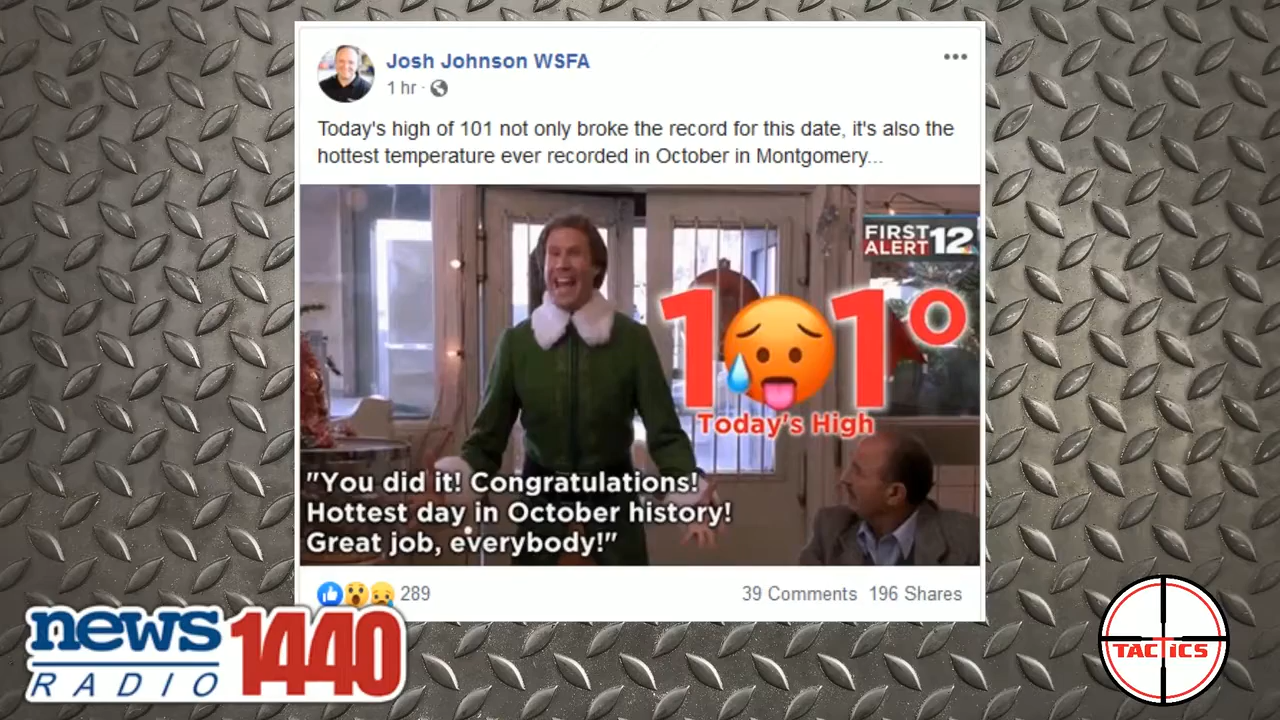 Josh Johnson WSFA
1 hr ·
Today's high of 101 not only broke the record for this date, it's also the
hottest temperature ever recorded in October in Montgomery...
FIRST
ALERT 12
101°
Today's High
"You did it! Congratulations!
Hottest day in October history!
Great job, everybody!"
289
39 Comments 196 Shares
news
RADIO
1440
TACTICS